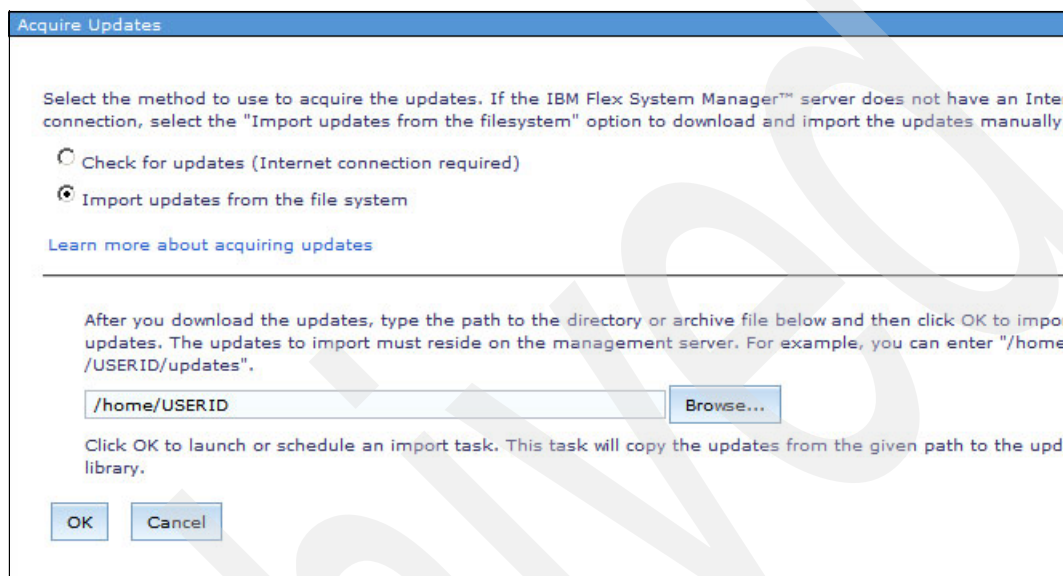 Acquire Updates
Select the method to use to acquire the updates. If the IBM Flex System Manager™ server does not have an Inte
connection, select the "Import updates from the filesystem" option to download and import the updates manually
Check for updates (Internet connection required)
Import updates from the file system
Learn more about acquiring updates
After you download the updates, type the path to the directory or archive file below and then click OK to impo
updates. The updates to import must reside on the management server. For example, you can enter "/home
/USERID/updates".
/home/USERID Browse...
Click OK to launch or schedule an import task. This task will copy the updates from the given path to the upd
library.
OK Cancel